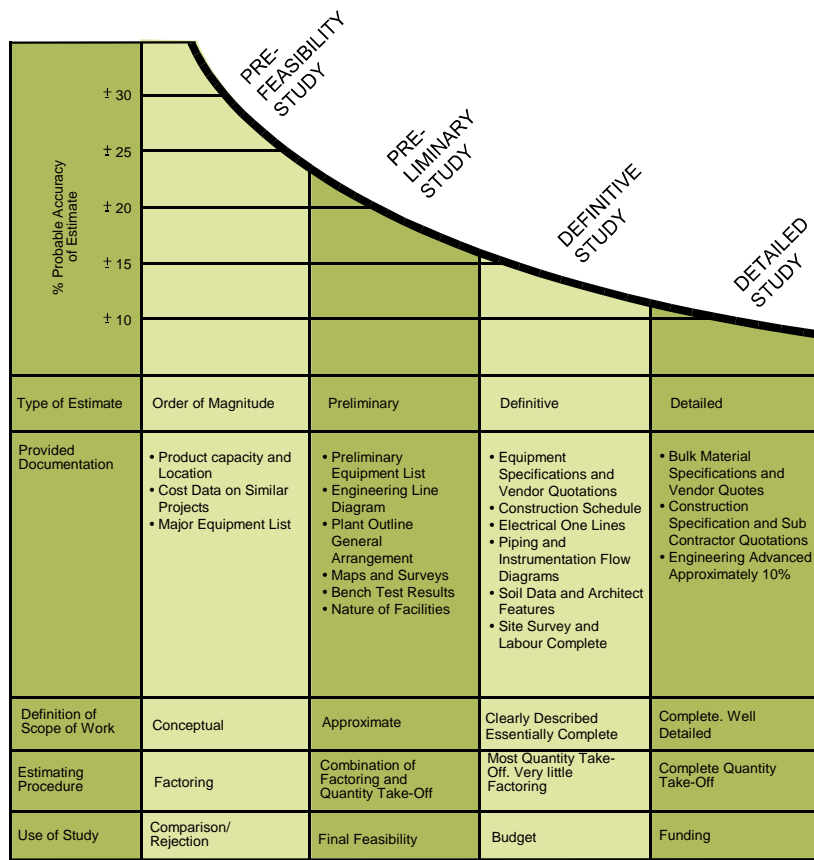 PRE-
FEASIBILITY
STUDY
PRE-
LIMINARY
STUDY
DEFINITIVE
STUDY
DETAILED
STUDY
% Probable Accuracy
of Estimate
± 30
± 25
± 20
± 15
± 10
Type of Estimate
Order of Magnitude
Preliminary
Definitive
Detailed
Provided
Documentation
• Product capacity and
Location
• Cost Data on Similar
Projects
• Major Equipment List
• Preliminary
Equipment List
• Engineering Line
Diagram
• Plant Outline
General
Arrangement
• Maps and Surveys
• Bench Test Results
• Nature of Facilities
• Equipment
Specifications and
Vendor Quotations
• Construction Schedule
• Electrical One Lines
• Piping and
Instrumentation Flow
Diagrams
• Soil Data and Architect
Features
• Site Survey and
Labour Complete
• Bulk Material
Specifications and
Vendor Quotes
• Construction
Specification and Sub
Contractor Quotations
• Engineering Advanced
Approximately 10%
Definition of
Scope of Work
Conceptual
Approximate
Clearly Described
Essentially Complete
Complete. Well
Detailed
Estimating
Procedure
Factoring
Combination of
Factoring and
Quantity Take-Off
Most Quantity Take-
Off. Very little
Factoring
Complete Quantity
Take-Off
Use of Study
Comparison/
Rejection
Final Feasibility
Budget
Funding